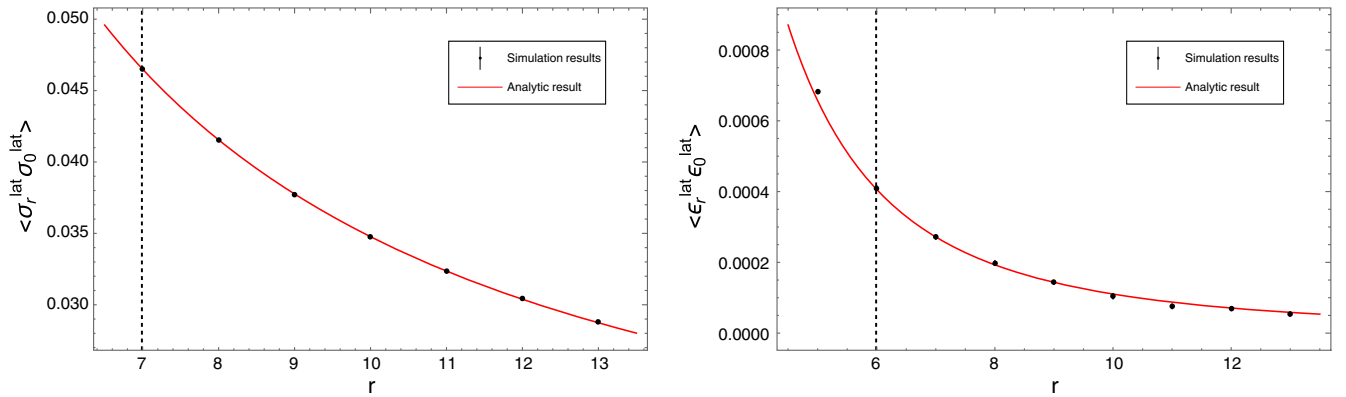 0.050
0.045
0.040
0.035
0.030
<σ_r^lat σ_0^lat>
Simulation results
Analytic result
7 8 9 10 11 12 13
r
0.0008
0.0006
0.0004
0.0002
0.0000
<ϵ_r^lat ϵ_0^lat>
Simulation results
Analytic result
6 8 10 12
r